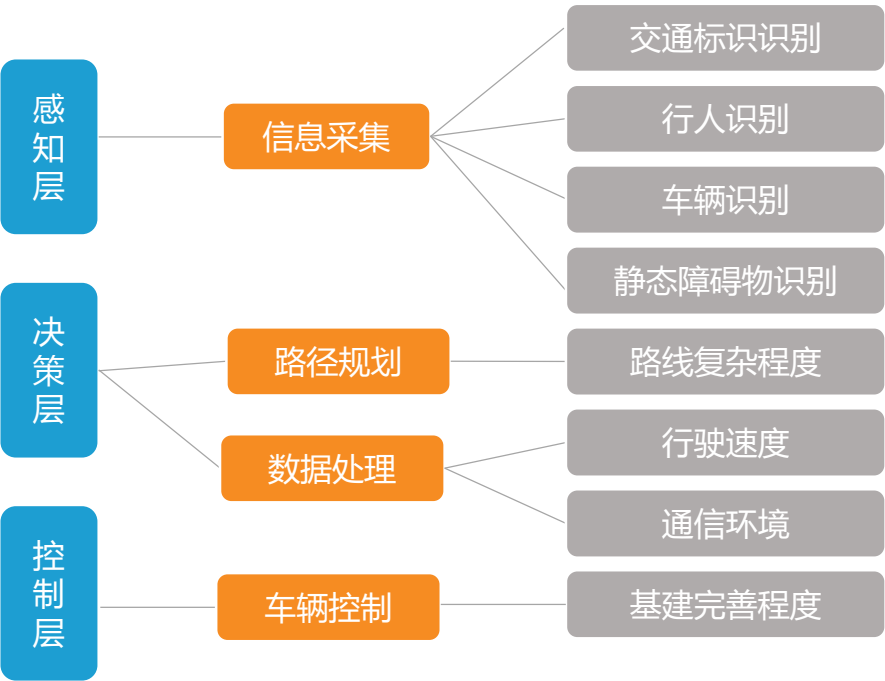 感知层
信息采集
交通标识识别
行人识别
车辆识别
静态障碍物识别
决策层
路径规划
路线复杂程度
数据处理
行驶速度
通信环境
控制层
车辆控制
基建完善程度